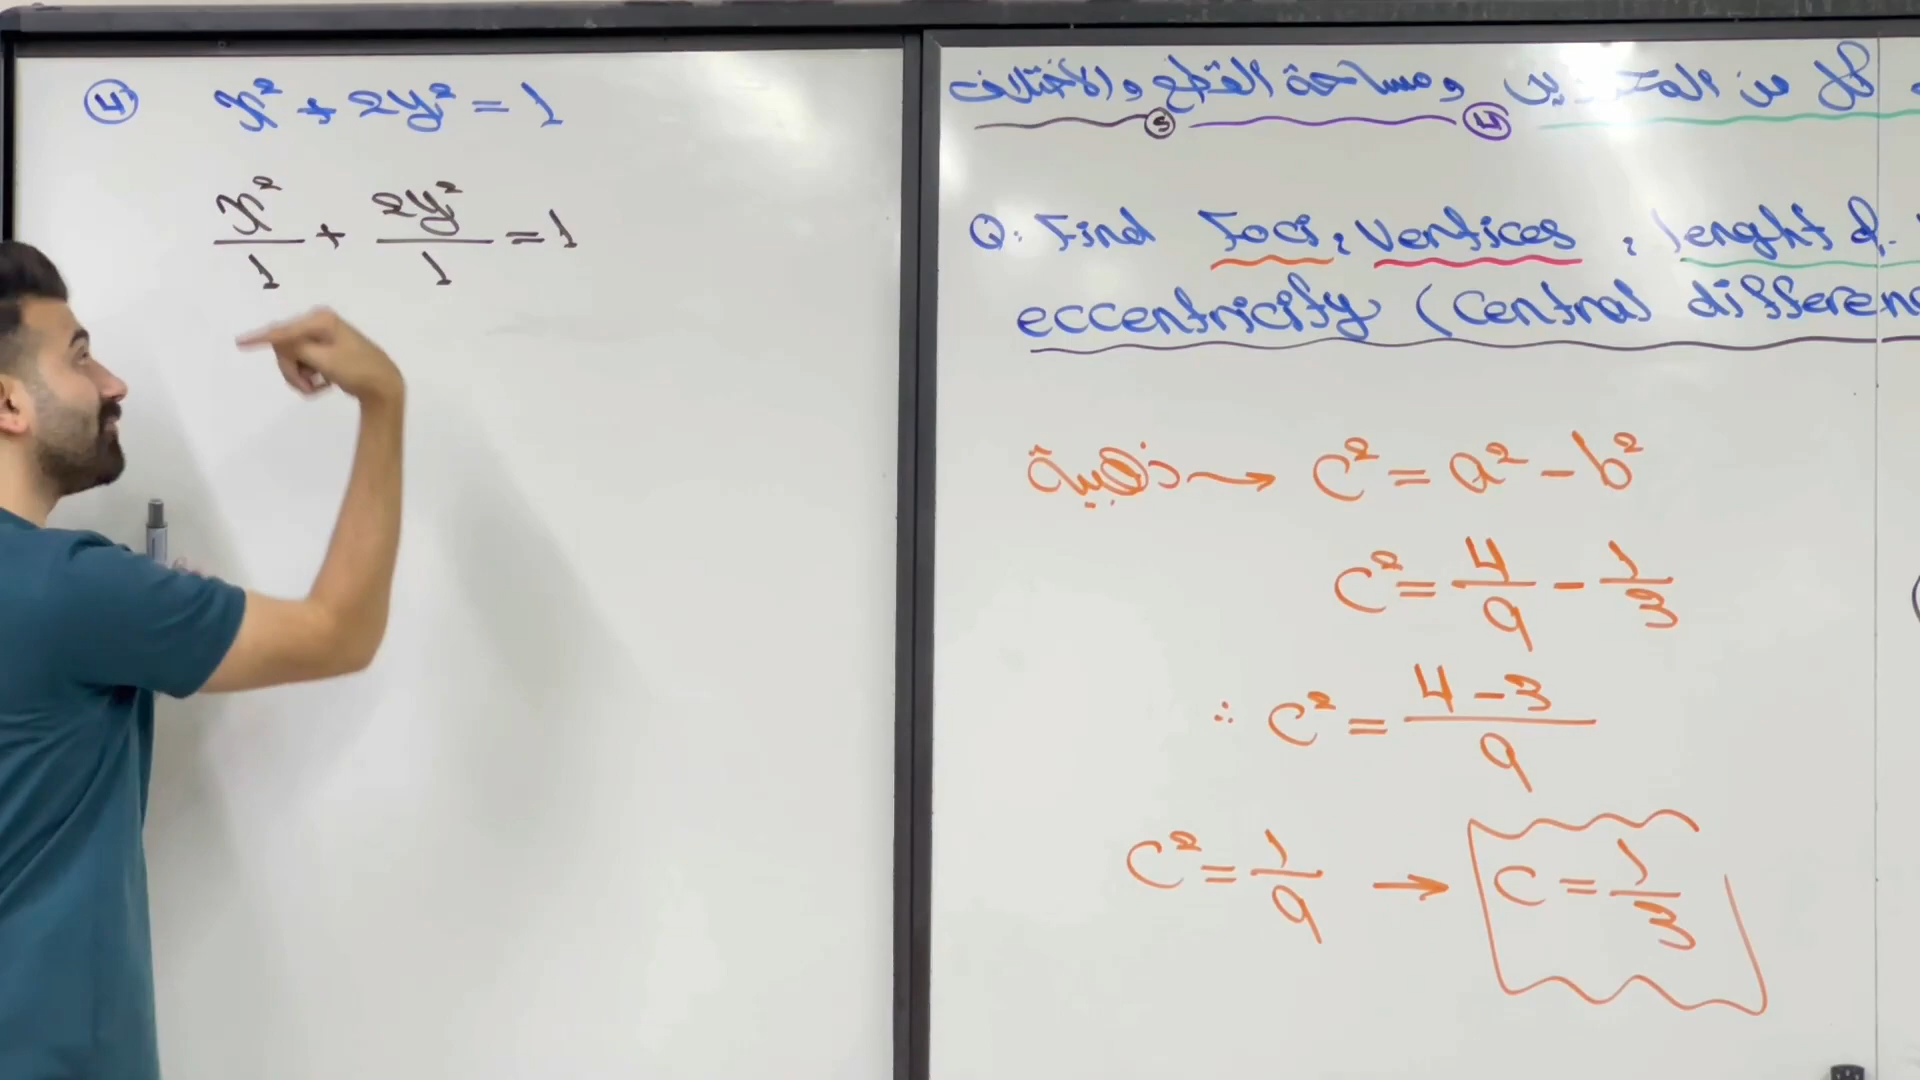 ④ x² + 2y² = 1
x²/1 + 2y²/1 = 1
كل من المحورين ④ ومساحة القطع ⑤ والاختلاف
Q: Find Foci, Vertices, lenght of
eccentricity (Central differen
c² = a² - b²
c² = 4/9 - 1/3
∴ c² = (4 - 3)/9
c² = 1/9 → c = 1/3